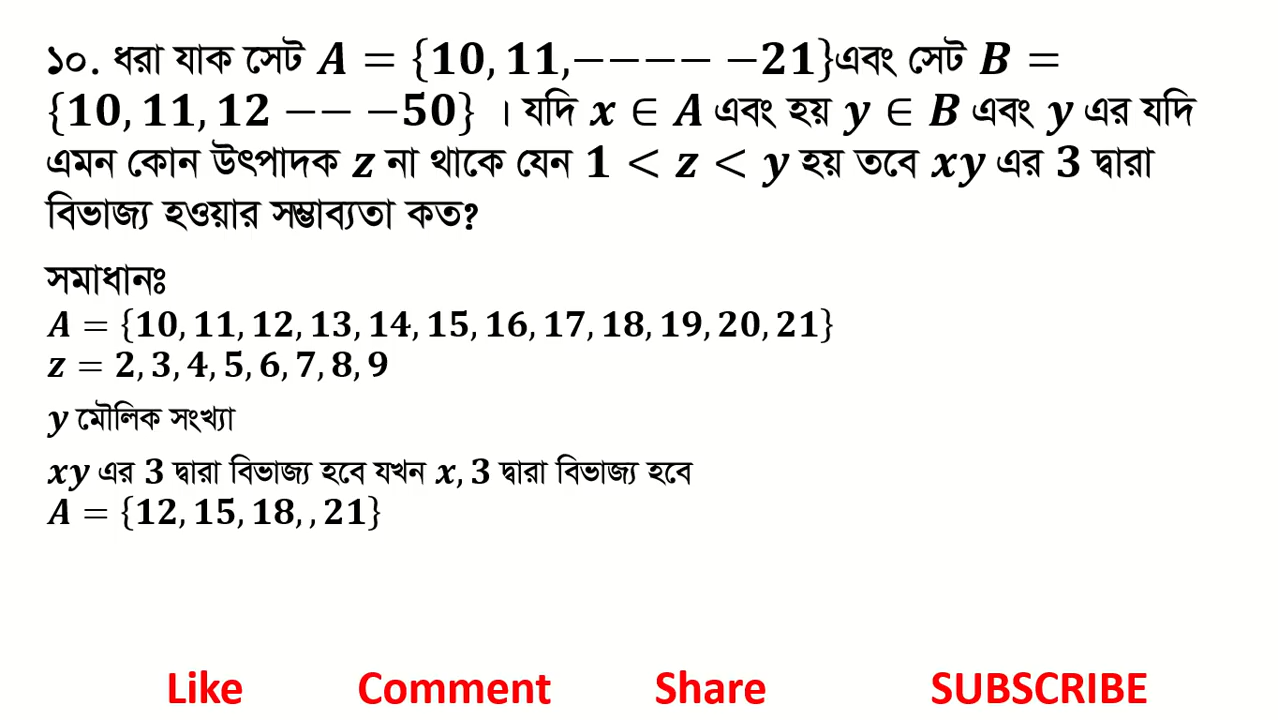 ১০. ধরা যাক সেট A = {10, 11, − − − − −21}এবং সেট B =
{10, 11, 12 − − −50} । যদি x ∈ A এবং হয় y ∈ B এবং y এর যদি
এমন কোন উৎপাদক z না থাকে যেন 1 < z < y হয় তবে xy এর 3 দ্বারা
বিভাজ্য হওয়ার সম্ভাব্যতা কত?
সমাধানঃ
A = {10, 11, 12, 13, 14, 15, 16, 17, 18, 19, 20, 21}
z = 2, 3, 4, 5, 6, 7, 8, 9
y মৌলিক সংখ্যা
xy এর 3 দ্বারা বিভাজ্য হবে যখন x, 3 দ্বারা বিভাজ্য হবে
A = {12, 15, 18, , 21}
Like Comment Share SUBSCRIBE